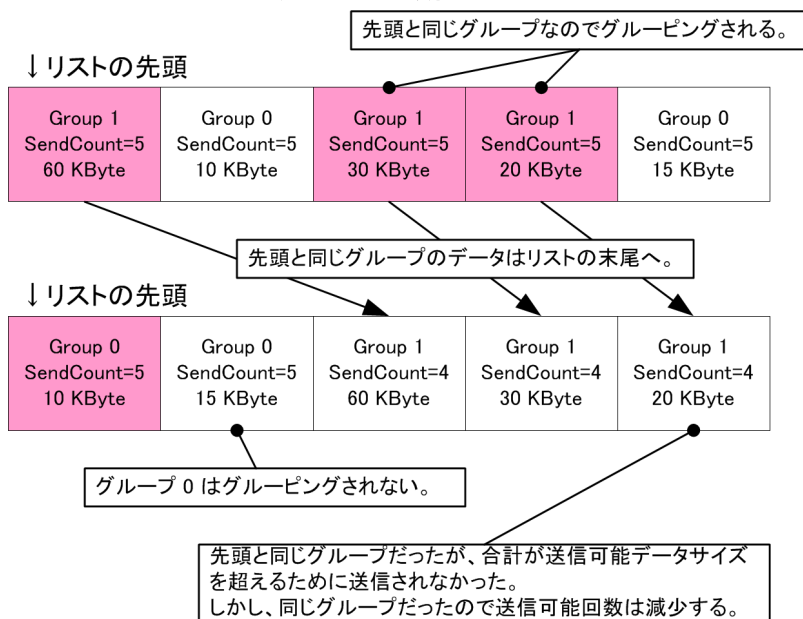 先頭と同じグループなのでグルーピングされる。
↓リストの先頭
Group 1
SendCount=5
60 KByte
Group 0
SendCount=5
10 KByte
Group 1
SendCount=5
30 KByte
Group 1
SendCount=5
20 KByte
Group 0
SendCount=5
15 KByte
先頭と同じグループのデータはリストの末尾へ。
↓リストの先頭
Group 0
SendCount=5
10 KByte
Group 0
SendCount=5
15 KByte
Group 1
SendCount=4
60 KByte
Group 1
SendCount=4
30 KByte
Group 1
SendCount=4
20 KByte
グループ 0 はグルーピングされない。
先頭と同じグループだったが、合計が送信可能データサイズ
を超えるために送信されなかった。
しかし、同じグループだったので送信可能回数は減少する。